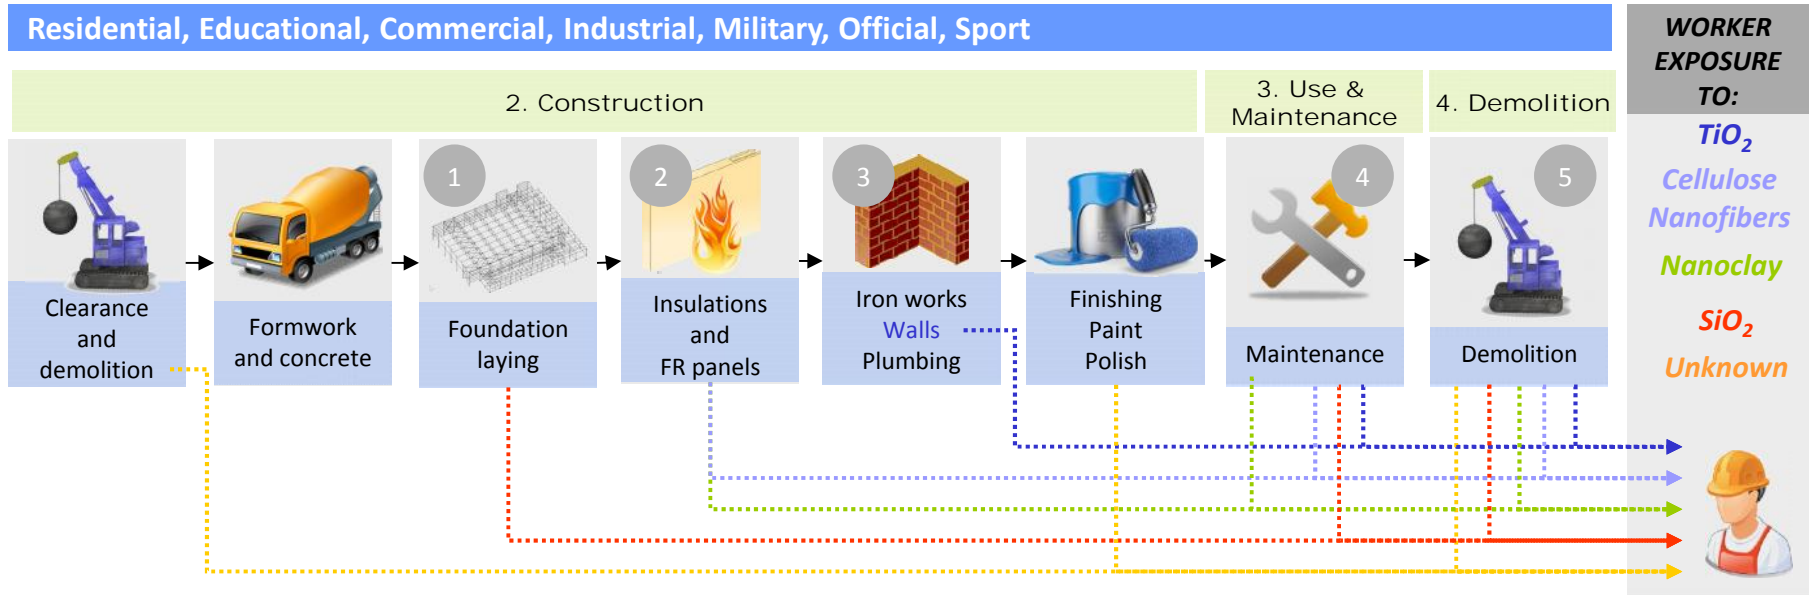 Residential, Educational, Commercial, Industrial, Military, Official, Sport
WORKER
EXPOSURE
TO:
2. Construction
3. Use &
Maintenance
4. Demolition
TiO2
Cellulose
Nanofibers
Nanoclay
SiO2
Unknown
1
2
3
4
5
Clearance
and
demolition
Formwork
and concrete
Foundation
laying
Insulations
and
FR panels
Iron works
Walls
Plumbing
Finishing
Paint
Polish
Maintenance
Demolition